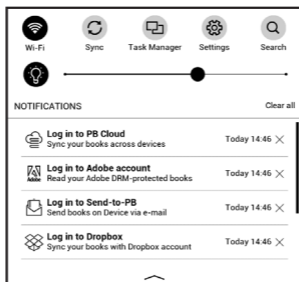 Wi-Fi Sync Task Manager Settings Search
NOTIFICATIONS Clear all
Log in to PB Cloud
Sync your books across devices
Today 14:46
Log in to Adobe account
Read your Adobe DRM-protected books
Today 14:46
Adobe
Log in to Send-to-PB
Send books on Device via e-mail
Today 14:46
Log in to Dropbox
Sync your books with Dropbox account
Today 14:46